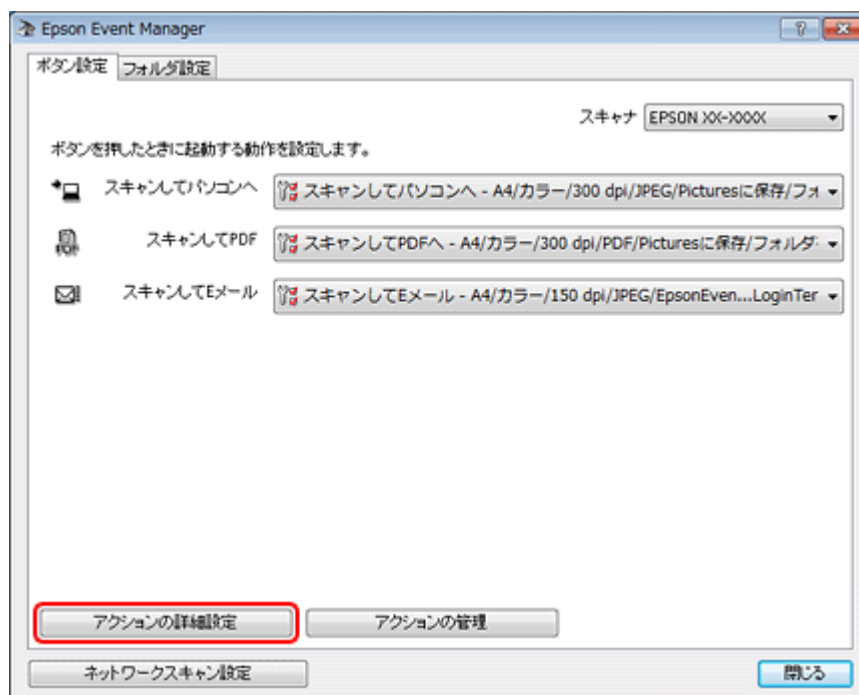 Epson Event Manager
ボタン設定 フォルダ設定
スキャナ EPSON XX-XXXX
ボタンを押したときに起動する動作を設定します。
スキャンしてパソコンへ スキャンしてパソコンへ - A4/カラー/300 dpi/JPEG/Picturesに保存/フォ
スキャンしてPDF スキャンしてPDFへ - A4/カラー/300 dpi/PDF/Picturesに保存/フォルダ
スキャンしてEメール スキャンしてEメール - A4/カラー/150 dpi/JPEG/EpsonEven...LoginTer
アクションの詳細設定 アクションの管理
ネットワークスキャン設定 閉じる